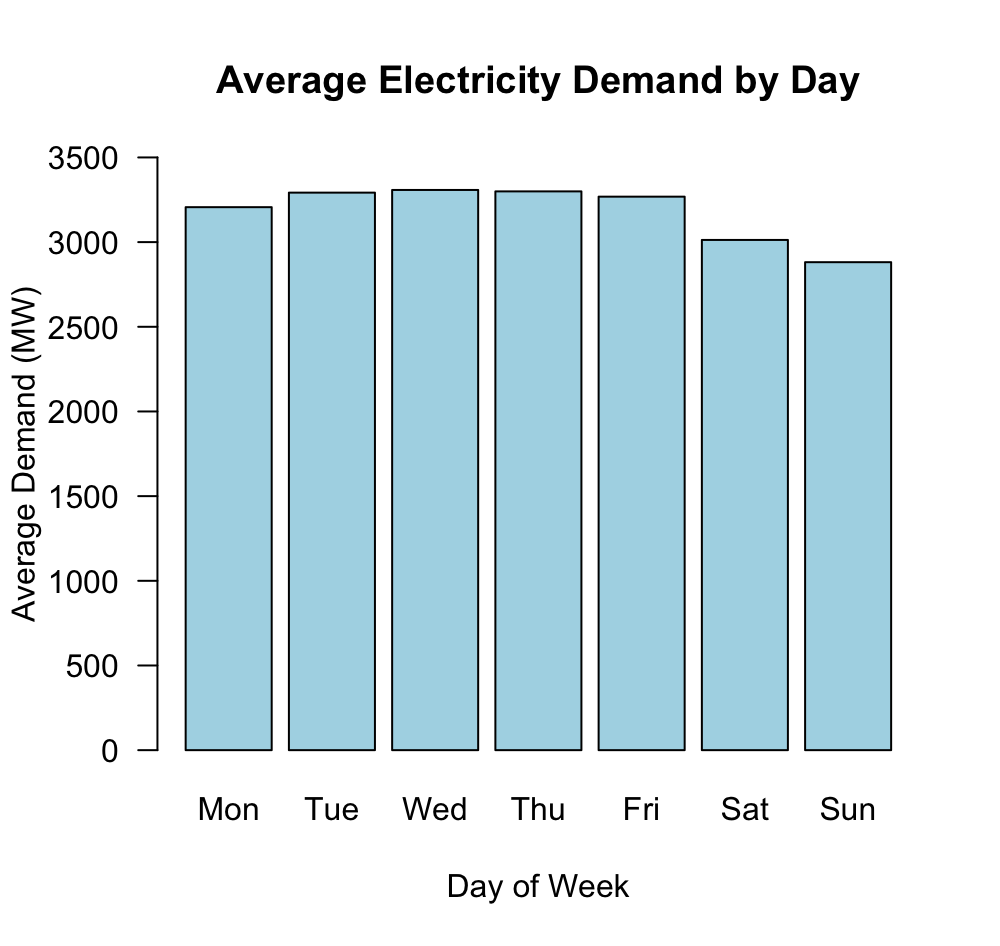 Average Electricity Demand by Day
Average Demand (MW)
3500
3000
2500
2000
1500
1000
500
0
Mon Tue Wed Thu Fri Sat Sun
Day of Week